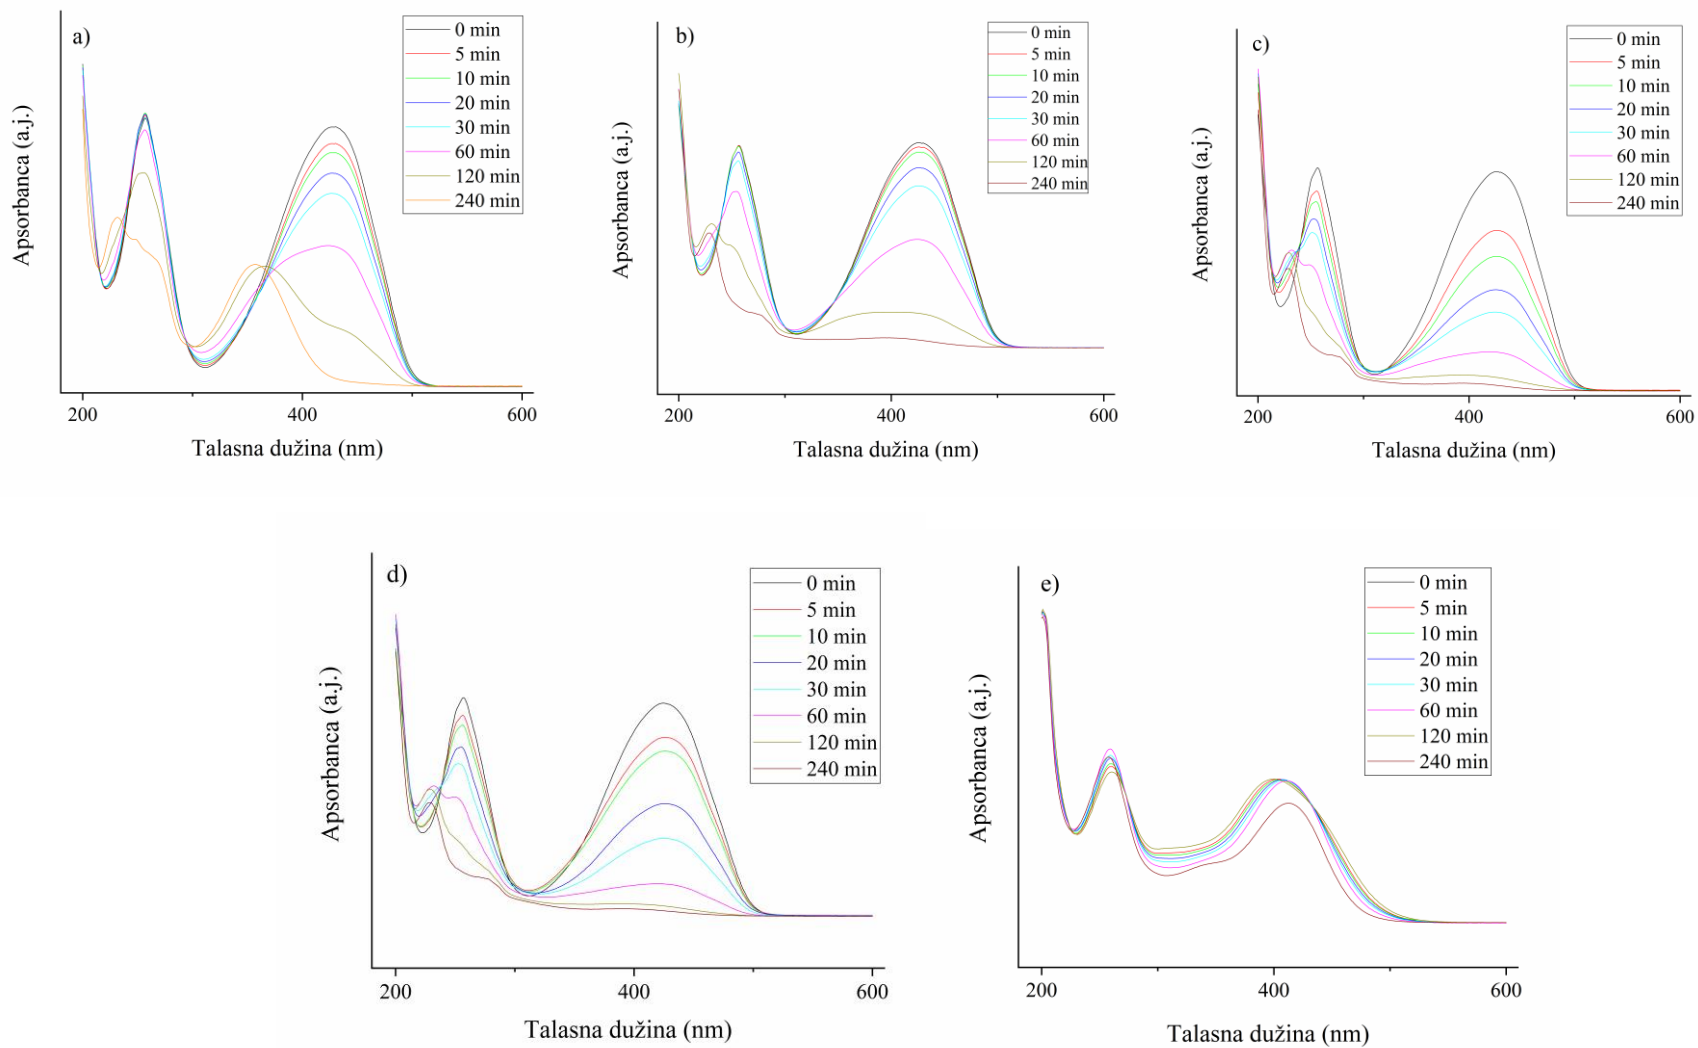 a)
0 min
5 min
10 min
20 min
30 min
60 min
120 min
240 min
Apsorbanca (a.j.)
200
400
600
Talasna dužina (nm)
b)
0 min
5 min
10 min
20 min
30 min
60 min
120 min
240 min
Apsorbanca (a.j.)
200
400
600
Talasna dužina (nm)
c)
0 min
5 min
10 min
20 min
30 min
60 min
120 min
240 min
Apsorbanca (a.j.)
200
400
600
Talasna dužina (nm)
d)
0 min
5 min
10 min
20 min
30 min
60 min
120 min
240 min
Apsorbanca (a.j.)
200
400
600
Talasna dužina (nm)
e)
0 min
5 min
10 min
20 min
30 min
60 min
120 min
240 min
Apsorbanca (a.j.)
200
400
600
Talasna dužina (nm)